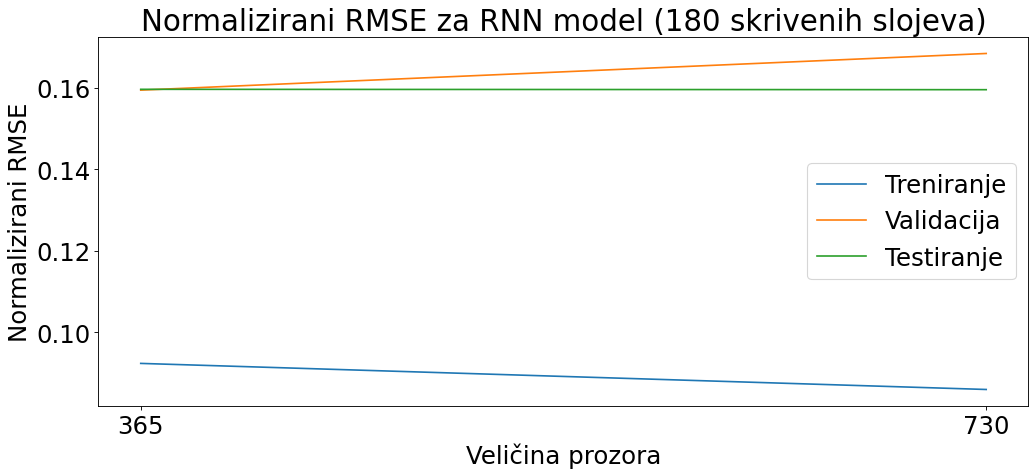 Normalizirani RMSE za RNN model (180 skrivenih slojeva)
Normalizirani RMSE
0.16
0.14
0.12
0.10
Treniranje
Validacija
Testiranje
365
730
Veličina prozora